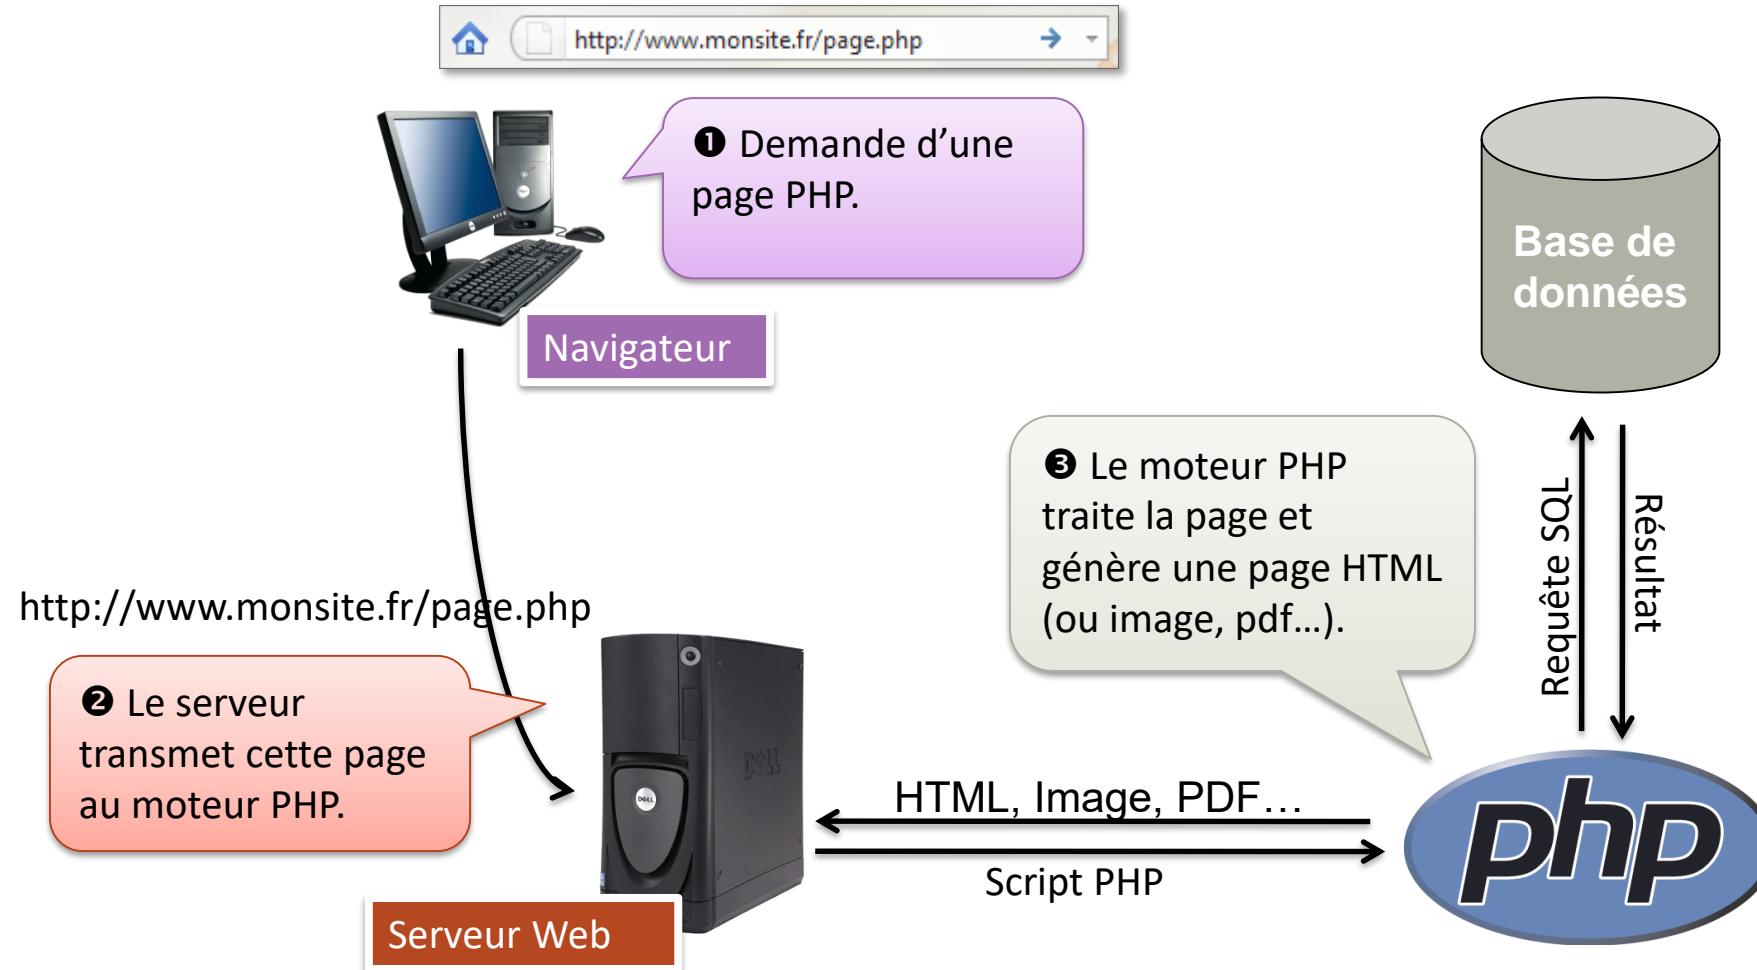 http://www.monsite.fr/page.php
❶ Demande d’une
page PHP.
Navigateur
Base de
données
❸ Le moteur PHP
traite la page et
génère une page HTML
(ou image, pdf…).
Requête SQL
Résultat
http://www.monsite.fr/page.php
❷ Le serveur
transmet cette page
au moteur PHP.
DELL
DELL
HTML, Image, PDF…
Script PHP
php
Serveur Web